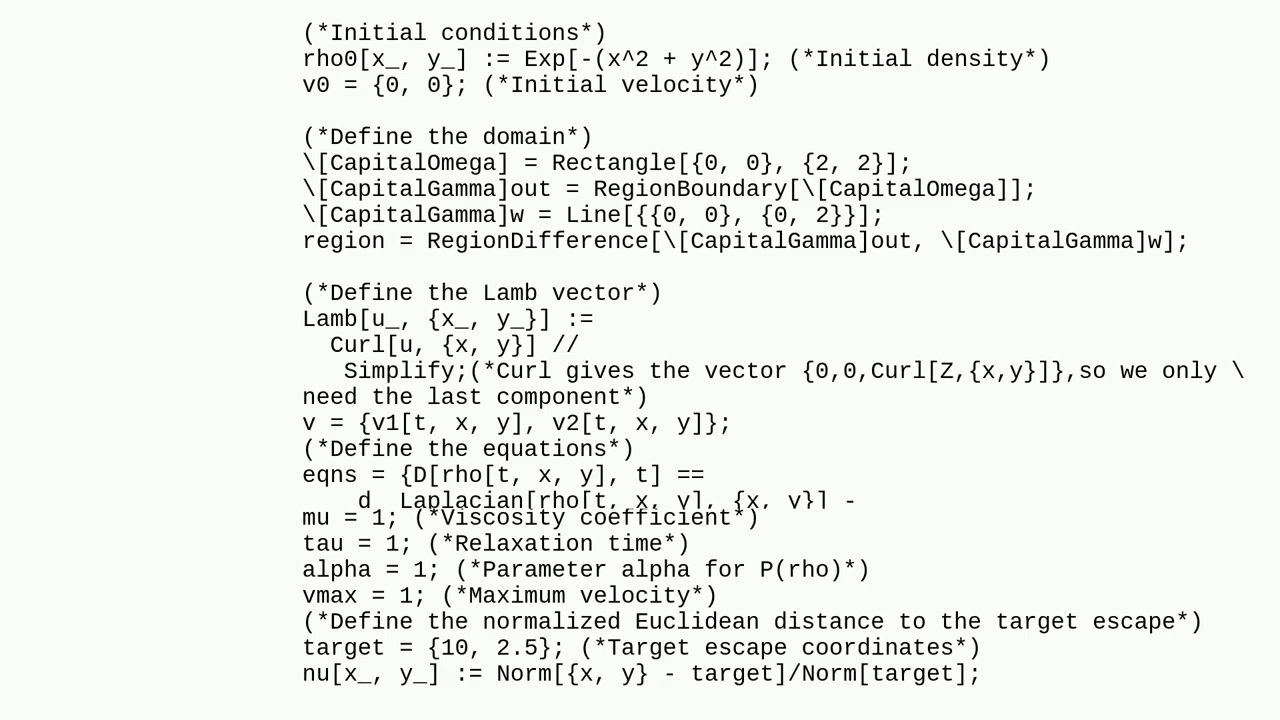 (*Initial conditions*)
rho0[x_, y_] := Exp[-(x^2 + y^2)]; (*Initial density*)
v0 = {0, 0}; (*Initial velocity*)
(*Define the domain*)
\[CapitalOmega] = Rectangle[{0, 0}, {2, 2}];
\[CapitalGamma]out = RegionBoundary[\[CapitalOmega]];
\[CapitalGamma]w = Line[{{0, 0}, {0, 2}}];
region = RegionDifference[\[CapitalGamma]out, \[CapitalGamma]w];
(*Define the Lamb vector*)
Lamb[u_, {x_, y_}] :=
Curl[u, {x, y}] //
Simplify;(*Curl gives the vector {0,0,Curl[Z,{x,y}]},so we only \
need the last component*)
v = {v1[t, x, y], v2[t, x, y]};
(*Define the equations*)
eqns = {D[rho[t, x, y], t] ==
d Laplacian[rho[t, x, y], {x, y}] -
mu = 1; (*Viscosity coefficient*)
tau = 1; (*Relaxation time*)
alpha = 1; (*Parameter alpha for P(rho)*)
vmax = 1; (*Maximum velocity*)
(*Define the normalized Euclidean distance to the target escape*)
target = {10, 2.5}; (*Target escape coordinates*)
nu[x_, y_] := Norm[{x, y} - target]/Norm[target];